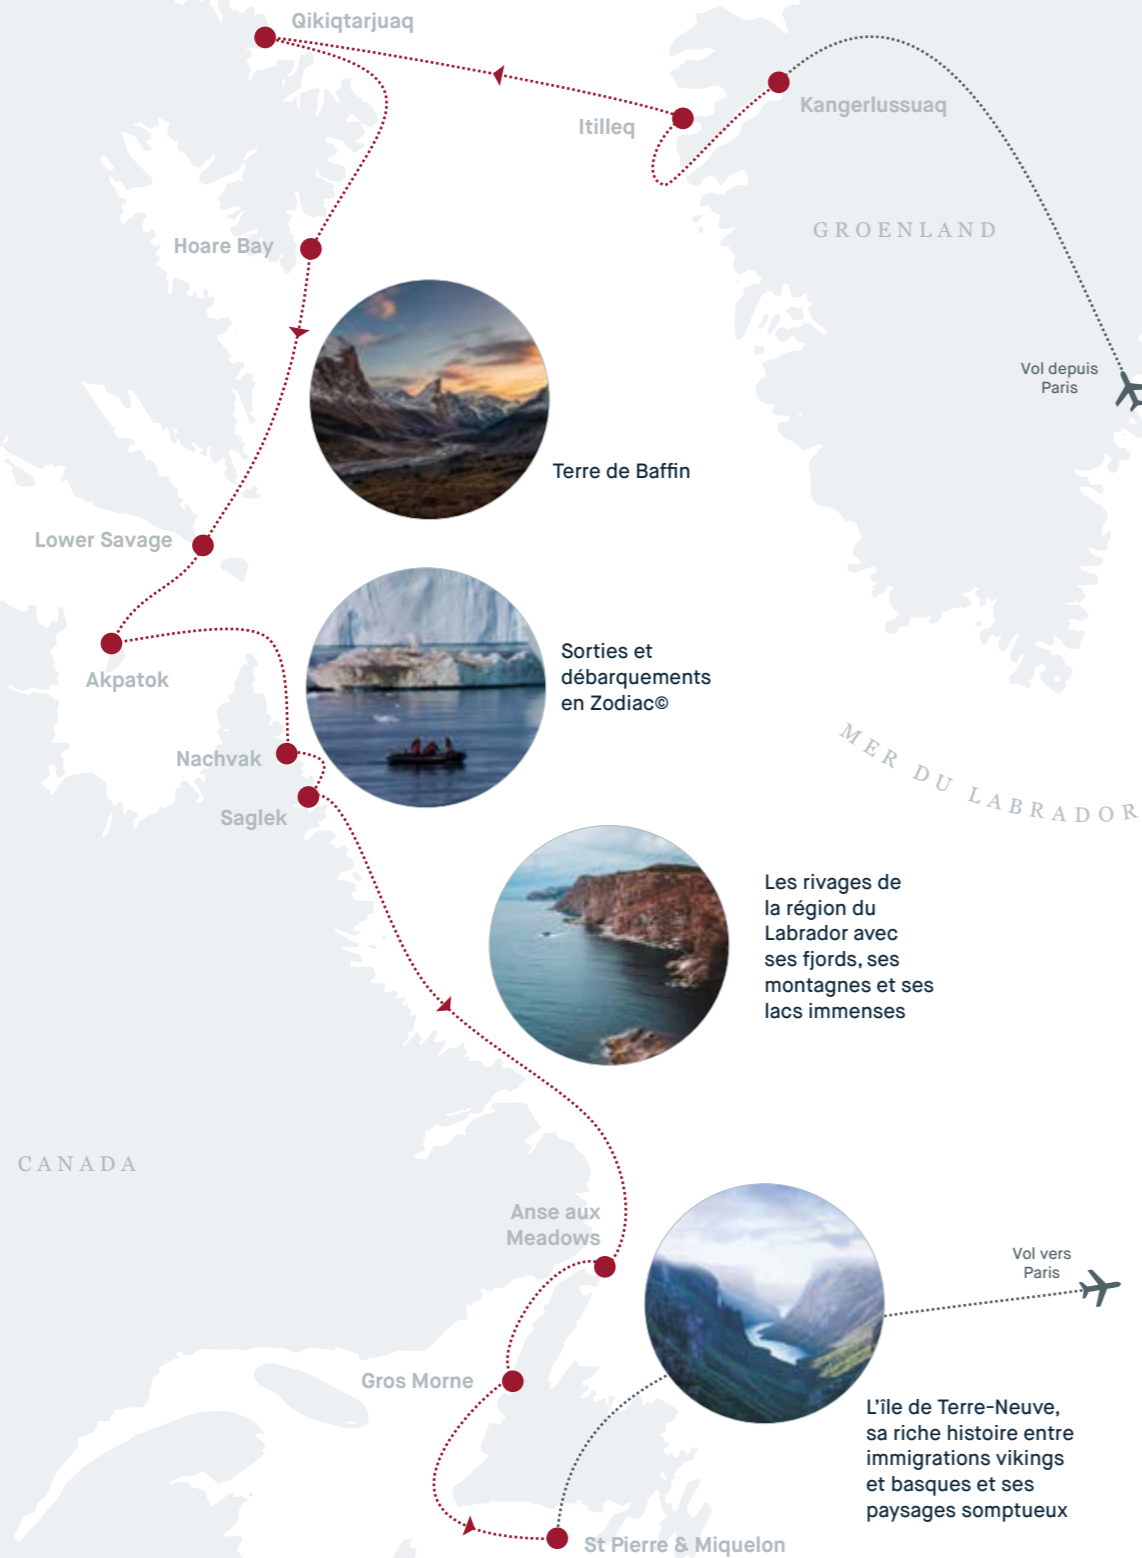 Qikiqtarjuaq
Kangerlussuaq
Itilleq
GROENLAND
Hoare Bay
Vol depuis
Paris
Terre de Baffin
Lower Savage
Sorties et
débarquements
en Zodiac©
Akpatok
Nachvak
MER DU LABRADOR
Saglek
Les rivages de
la région du
Labrador avec
ses fjords, ses
montagnes et ses
lacs immenses
CANADA
Anse aux
Meadows
Vol vers
Paris
Gros Morne
L’île de Terre-Neuve,
sa riche histoire entre
immigrations vikings
et basques et ses
paysages somptueux
St Pierre & Miquelon